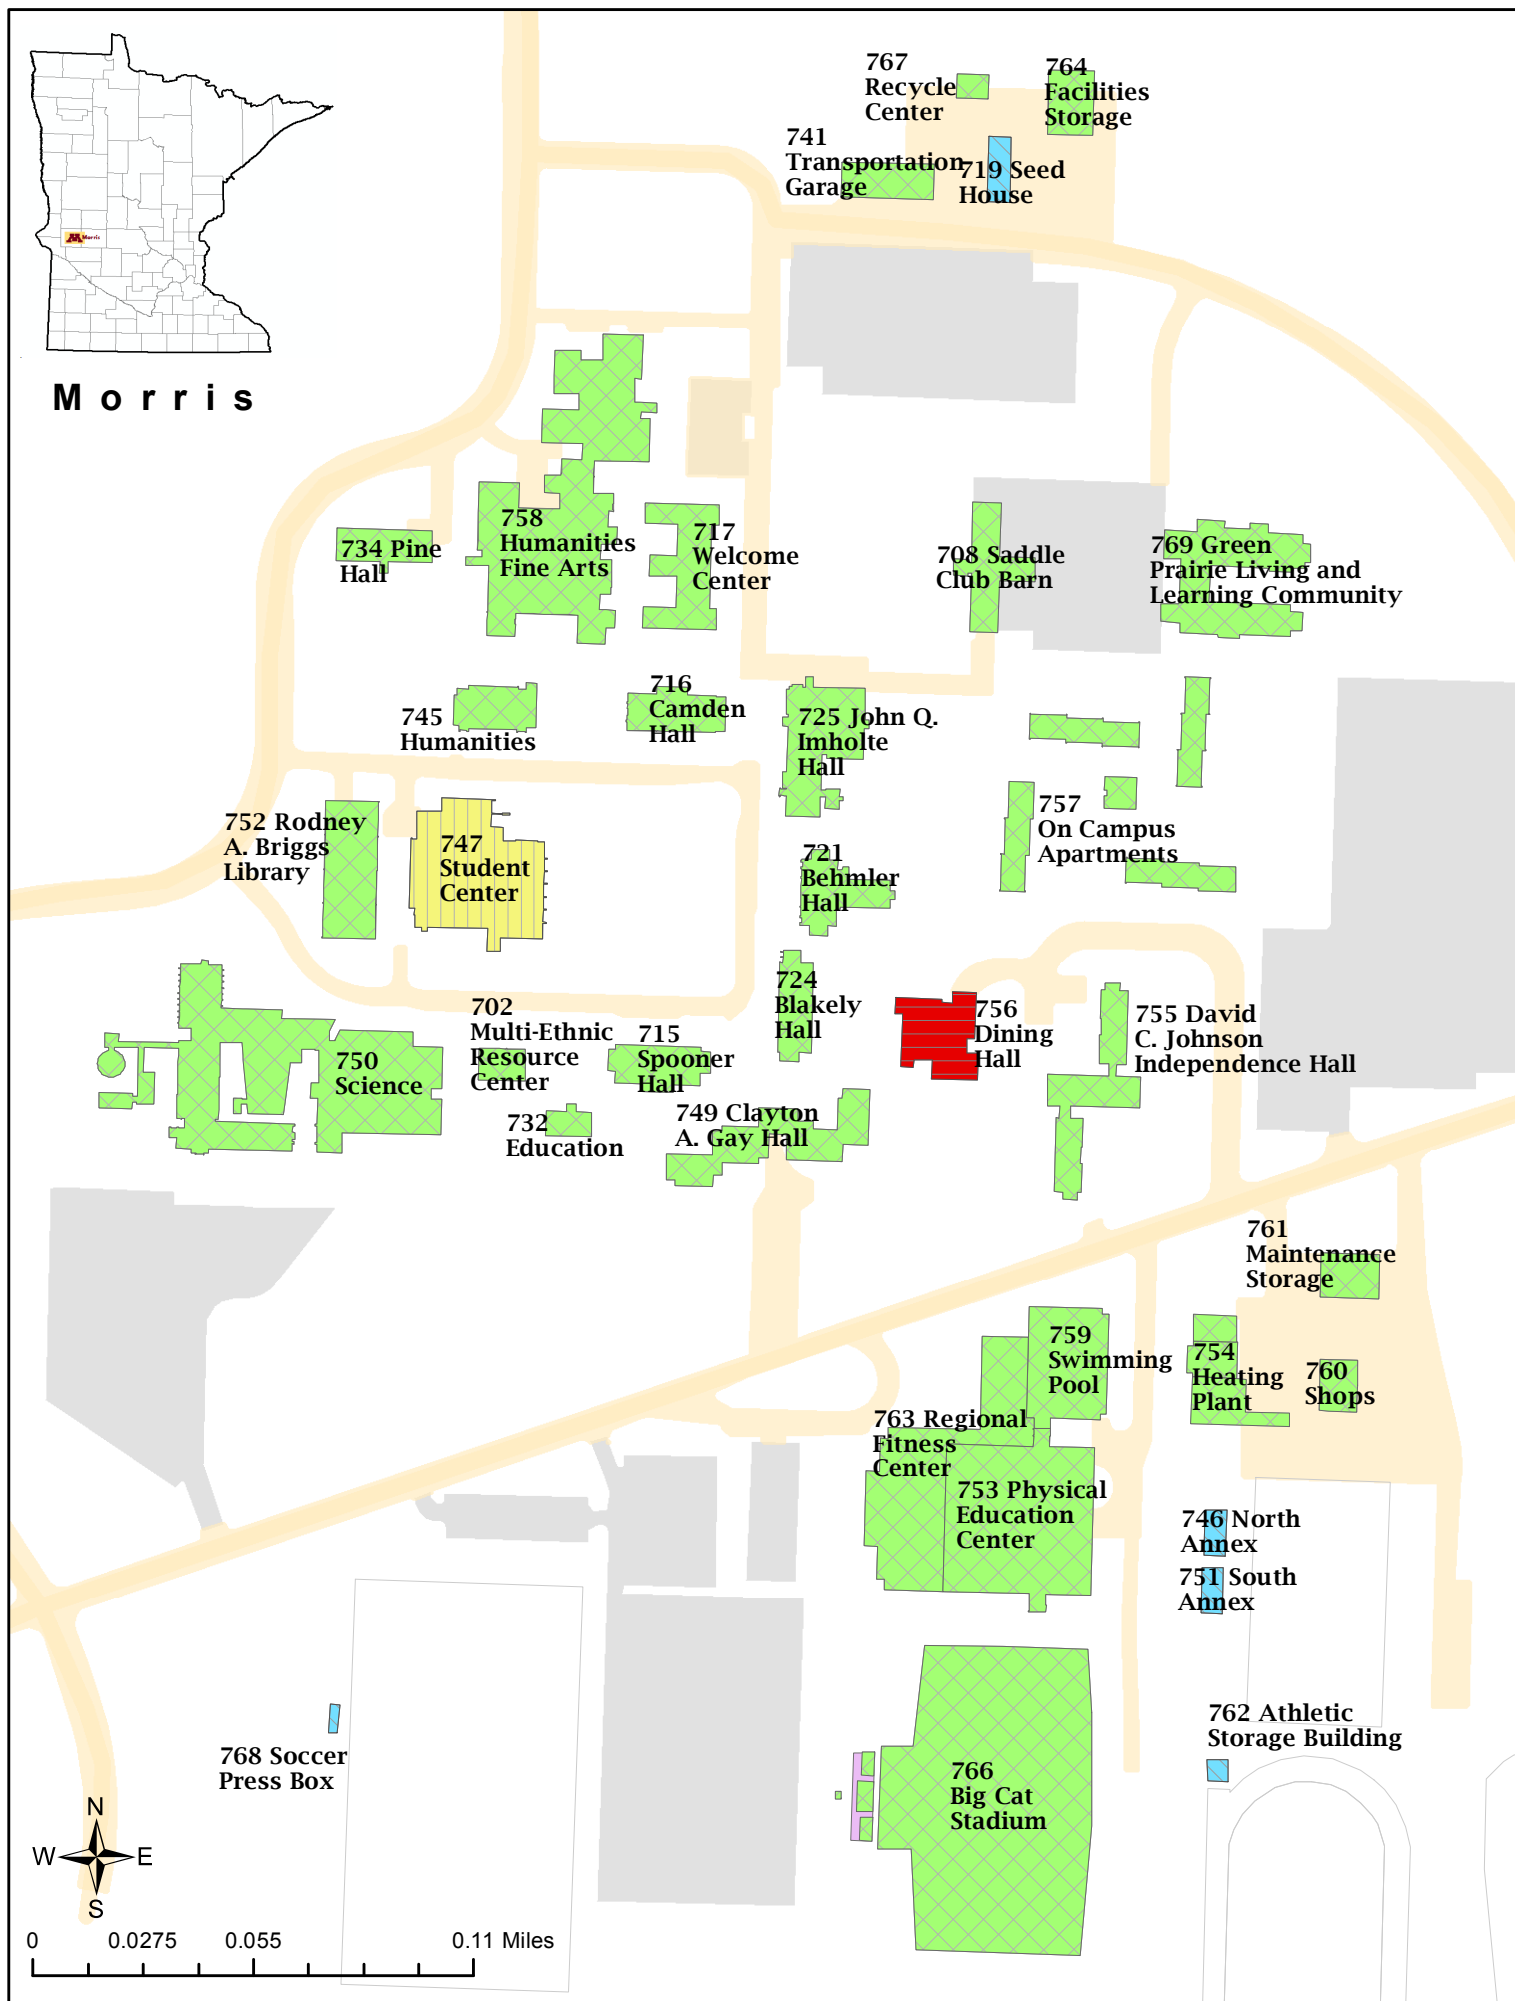 767
Recycle
Center
764
Facilities
Storage
741
Transportation
Garage
719 Seed
House
Morris
Morris
758
Humanities
Fine Arts
734 Pine
Hall
717
Welcome
Center
708 Saddle
Club Barn
769 Green
Prairie Living and
Learning Community
745
Humanities
716
Camden
Hall
725 John Q.
Imholte
Hall
752 Rodney
A. Briggs
Library
747
Student
Center
721
Behmler
Hall
757
On Campus
Apartments
750
Science
702
Multi-Ethnic
Resource
Center
715
Spooner
Hall
724
Blakely
Hall
756
Dining
Hall
755 David
C. Johnson
Independence Hall
732
Education
749 Clayton
A. Gay Hall
761
Maintenance
Storage
759
Swimming
Pool
754
Heating
Plant
760
Shops
763 Regional
Fitness
Center
753 Physical
Education
Center
746 North
Annex
751 South
Annex
768 Soccer
Press Box
766
Big Cat
Stadium
762 Athletic
Storage Building
N
W E
S
0 0.0275 0.055 0.11 Miles